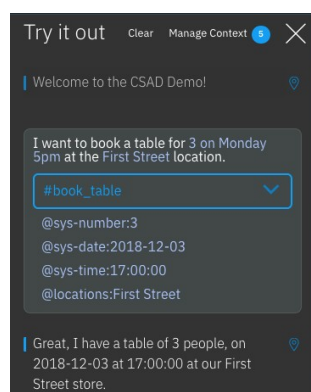 Try it out Clear Manage Context 5
Welcome to the CSAD Demo!
I want to book a table for 3 on Monday
5pm at the First Street location.
#book_table
@sys-number:3
@sys-date:2018-12-03
@sys-time:17:00:00
@locations:First Street
Great, I have a table of 3 people, on
2018-12-03 at 17:00:00 at our First
Street store.